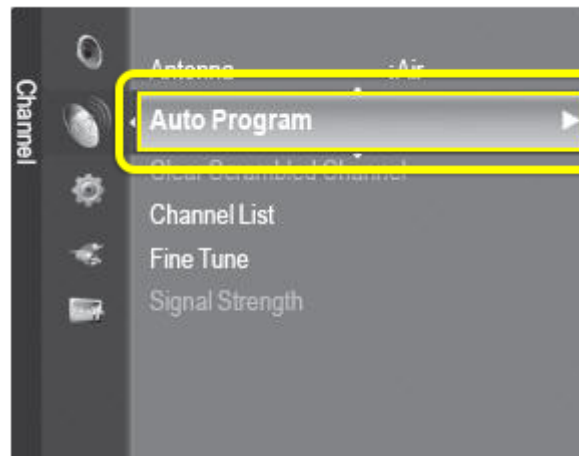 Channel
Antenna : Air
Auto Program
Clear Scrambled Channel
Channel List
Fine Tune
Signal Strength